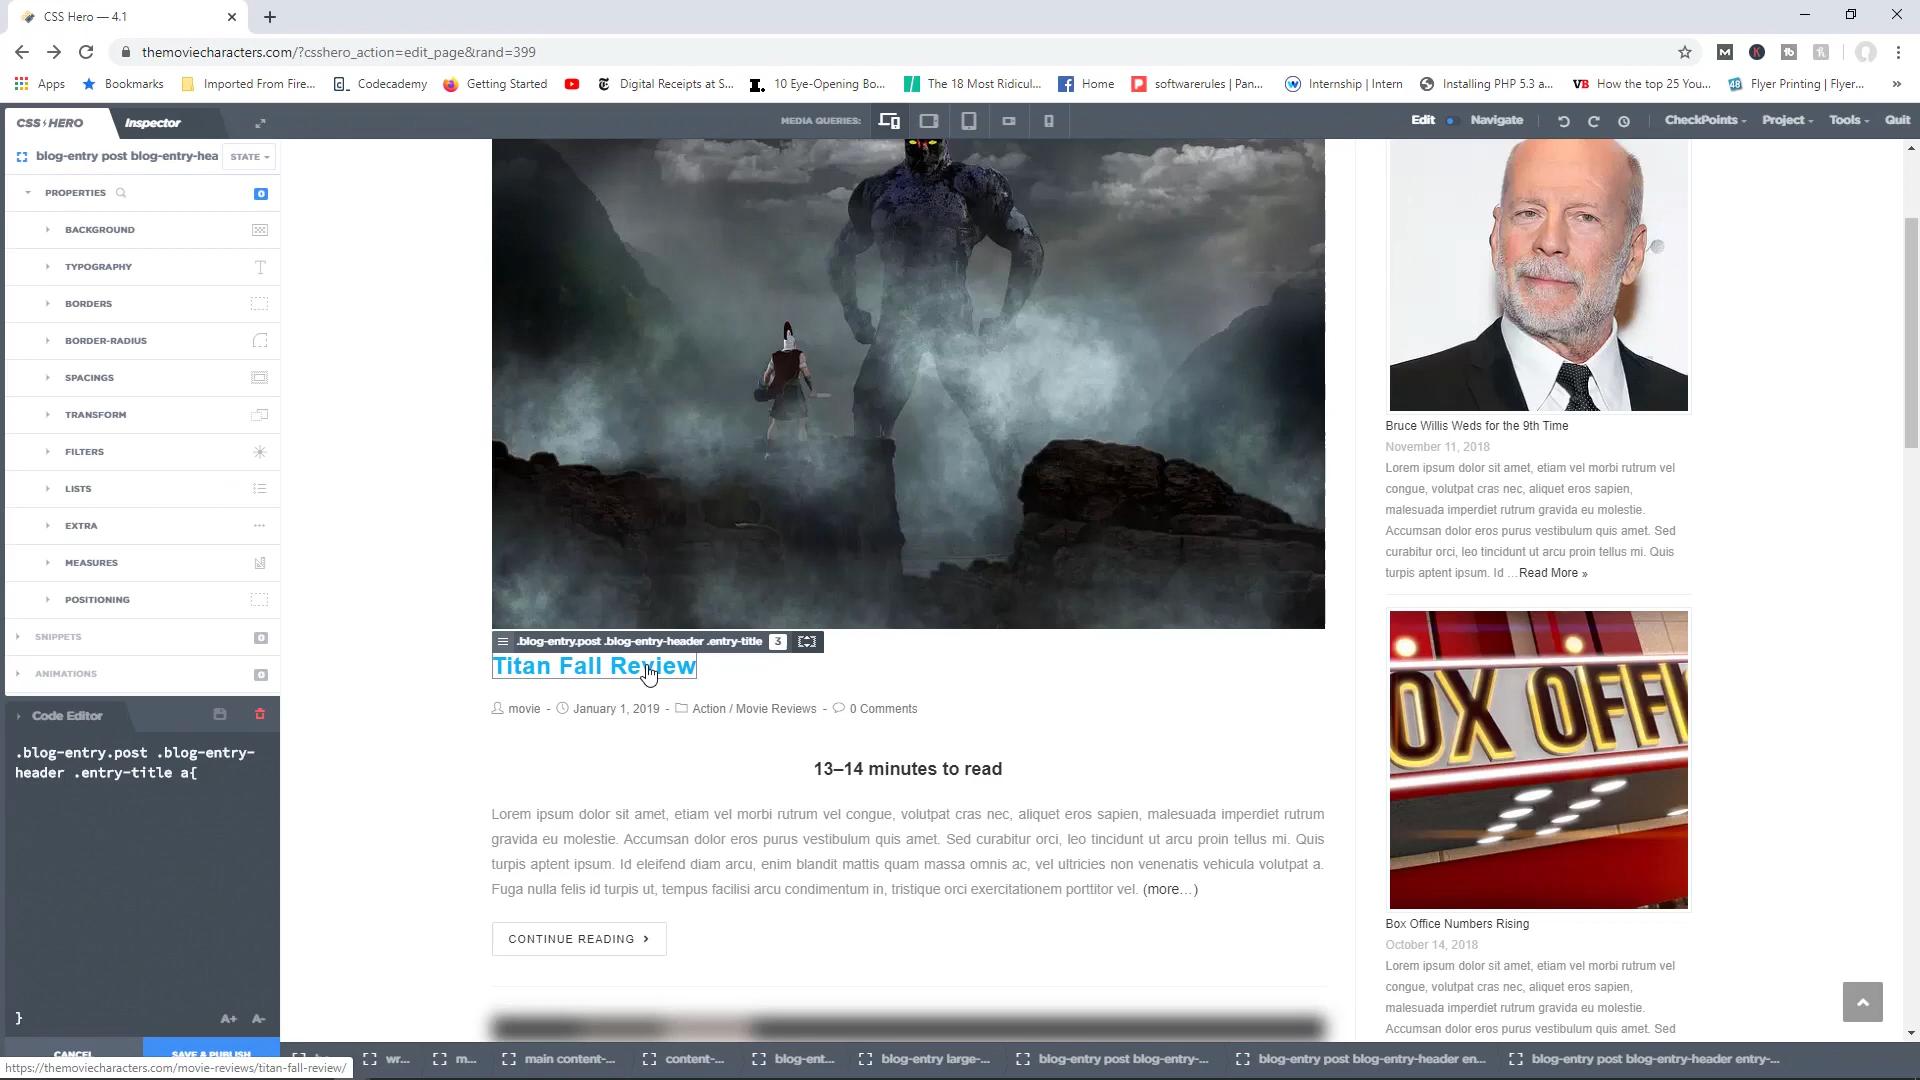 CSS Hero — 4.1
themoviecharacters.com/?csshero_action=edit_page&rand=399
Apps
Bookmarks
Imported From Fire...
Codecademy
Getting Started
Digital Receipts at S...
10 Eye-Opening Bo...
The 18 Most Ridicul...
Home
softwarerules | Pan...
Internship | Intern
Installing PHP 5.3 a...
How the top 25 You...
Flyer Printing | Flyer...
CSS HERO
Inspector
MEDIA QUERIES:
Edit
Navigate
CheckPoints
Project
Tools
Quit
blog-entry post blog-entry-hea
STATE
PROPERTIES
0
BACKGROUND
TYPOGRAPHY
BORDERS
BORDER-RADIUS
SPACINGS
TRANSFORM
FILTERS
LISTS
EXTRA
MEASURES
POSITIONING
SNIPPETS
0
ANIMATIONS
0
Code Editor
.blog-entry.post .blog-entry-
header .entry-title a{
}
A+ A-
CANCEL
SAVE & PUBLISH
https://themoviecharacters.com/movie-reviews/titan-fall-review/
.blog-entry.post .blog-entry-header .entry-title 3
Titan Fall Review
movie - January 1, 2019 - Action / Movie Reviews - 0 Comments
13–14 minutes to read
Lorem ipsum dolor sit amet, etiam vel morbi rutrum vel congue, volutpat cras nec, aliquet eros sapien, malesuada imperdiet rutrum
gravida eu molestie. Accumsan dolor eros purus vestibulum quis amet. Sed curabitur orci, leo tincidunt ut arcu proin tellus mi. Quis
turpis aptent ipsum. Id eleifend diam arcu, enim blandit mattis quam massa omnis ac, vel ultricies non venenatis vehicula volutpat a.
Fuga nulla felis id turpis ut, tempus facilisi arcu condimentum in, tristique orci exercitationem porttitor vel. (more…)
CONTINUE READING
Bruce Willis Weds for the 9th Time
November 11, 2018
Lorem ipsum dolor sit amet, etiam vel morbi rutrum vel
congue, volutpat cras nec, aliquet eros sapien,
malesuada imperdiet rutrum gravida eu molestie.
Accumsan dolor eros purus vestibulum quis amet. Sed
curabitur orci, leo tincidunt ut arcu proin tellus mi. Quis
turpis aptent ipsum. Id …Read More »
BOX OFFI
Box Office Numbers Rising
October 14, 2018
Lorem ipsum dolor sit amet, etiam vel morbi rutrum vel
congue, volutpat cras nec, aliquet eros sapien,
malesuada imperdiet rutrum gravida eu molestie.
Accumsan dolor eros purus vestibulum quis amet. Sed
wr...
m...
main content-...
content-...
blog-ent...
blog-entry large-...
blog-entry post blog-entry-...
blog-entry post blog-entry-header en...
blog-entry post blog-entry-header entry-...